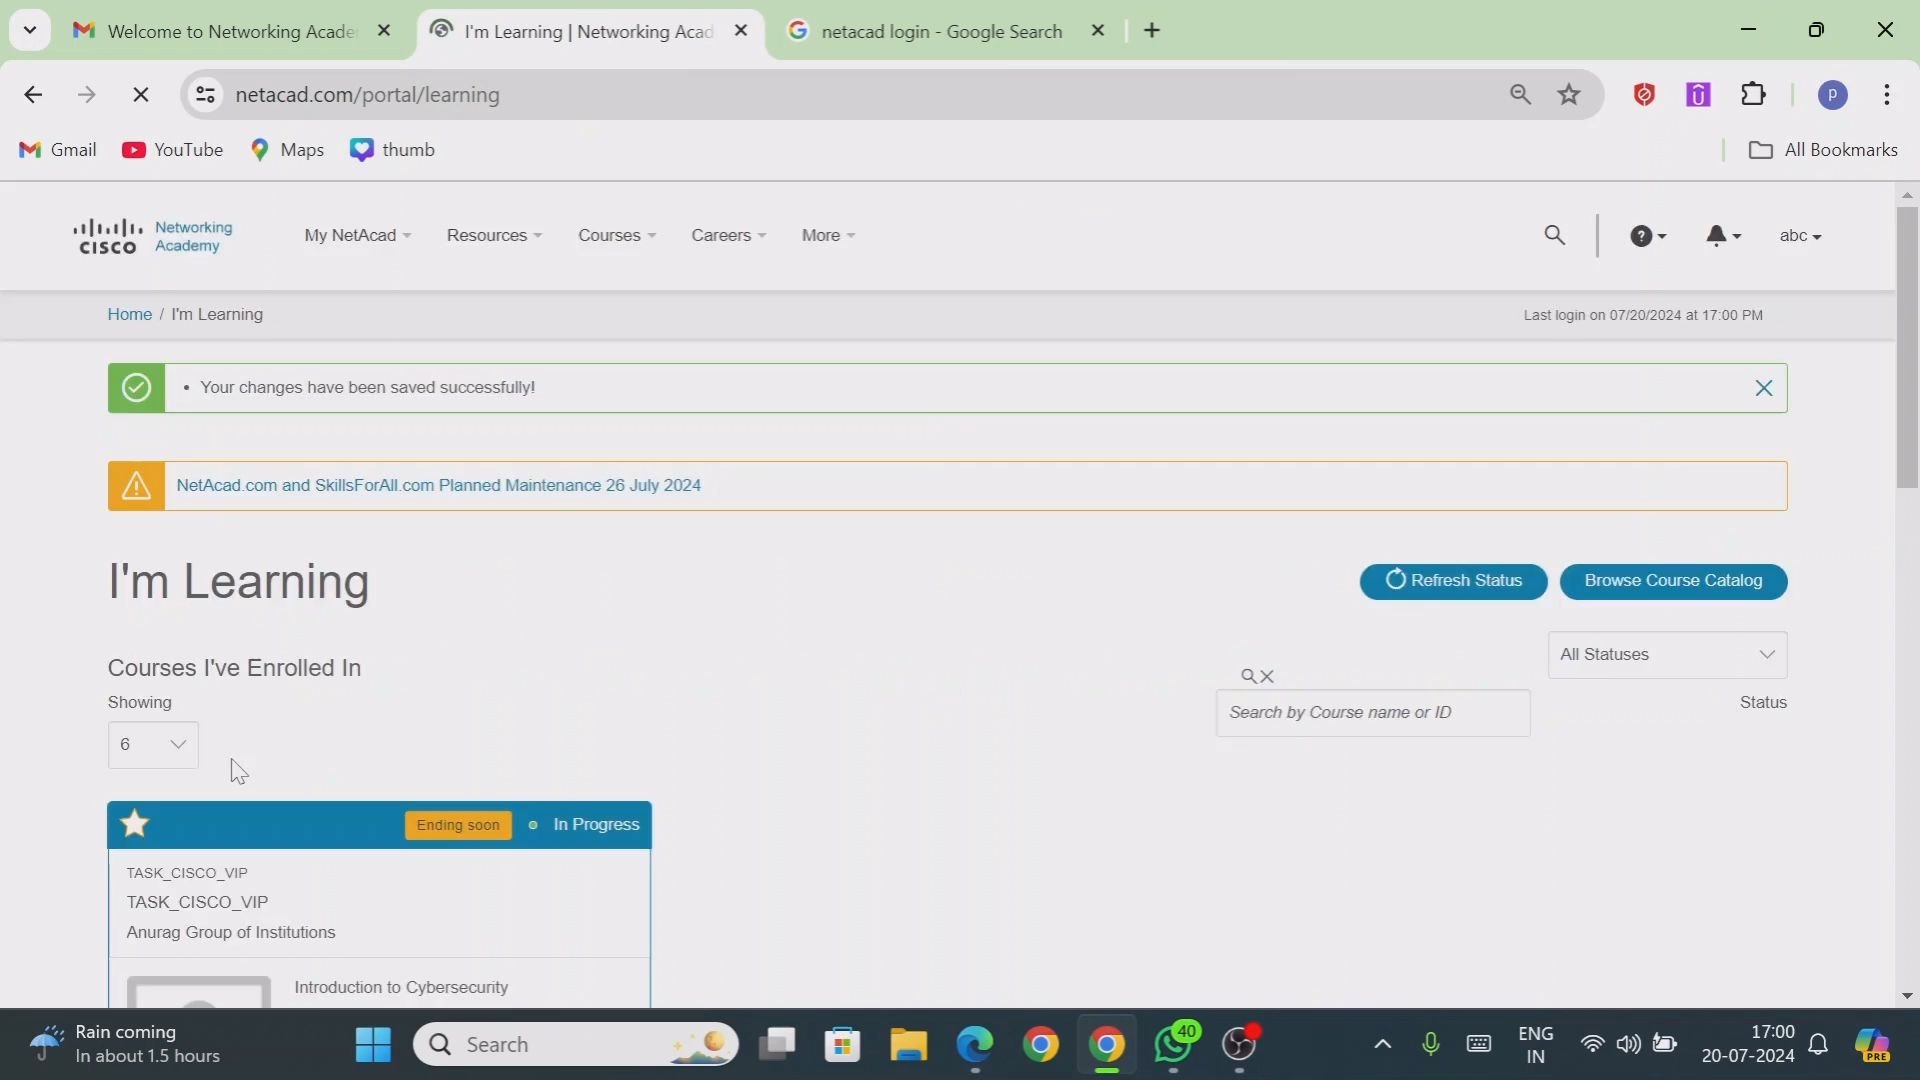 Welcome to Networking Acade
I'm Learning | Networking Acad
netacad login - Google Search
netacad.com/portal/learning
p
Gmail
YouTube
Maps
thumb
All Bookmarks
CISCO
Networking
Academy
My NetAcad
Resources
Courses
Careers
More
abc
Home / I'm Learning
Last login on 07/20/2024 at 17:00 PM
• Your changes have been saved successfully!
NetAcad.com and SkillsForAll.com Planned Maintenance 26 July 2024
I'm Learning
Refresh Status
Browse Course Catalog
Courses I've Enrolled In
All Statuses
Showing
Status
Search by Course name or ID
6
Ending soon
In Progress
TASK_CISCO_VIP
TASK_CISCO_VIP
Anurag Group of Institutions
Introduction to Cybersecurity
Rain coming
In about 1.5 hours
Search
40
ENG
IN
17:00
20-07-2024
PRE